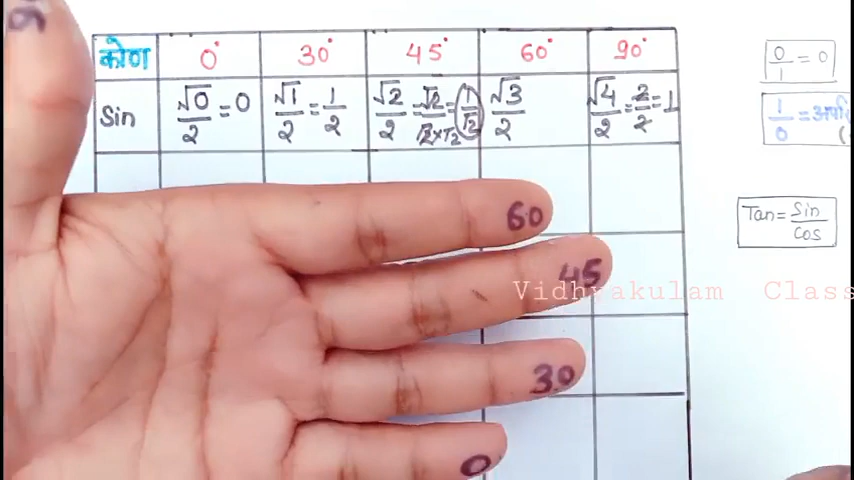 कोण 0° 30° 45° 60° 90°
Sin √0/2 = 0 √1/2 = 1/2 √2/2 = √2/√2×√2 = 1/√2 √3/2 √4/2 = 2/2 = 1
0/1 = 0
1/0 =
Tan = Sin/Cos
60
45
30
0
Vidhyakulam Class